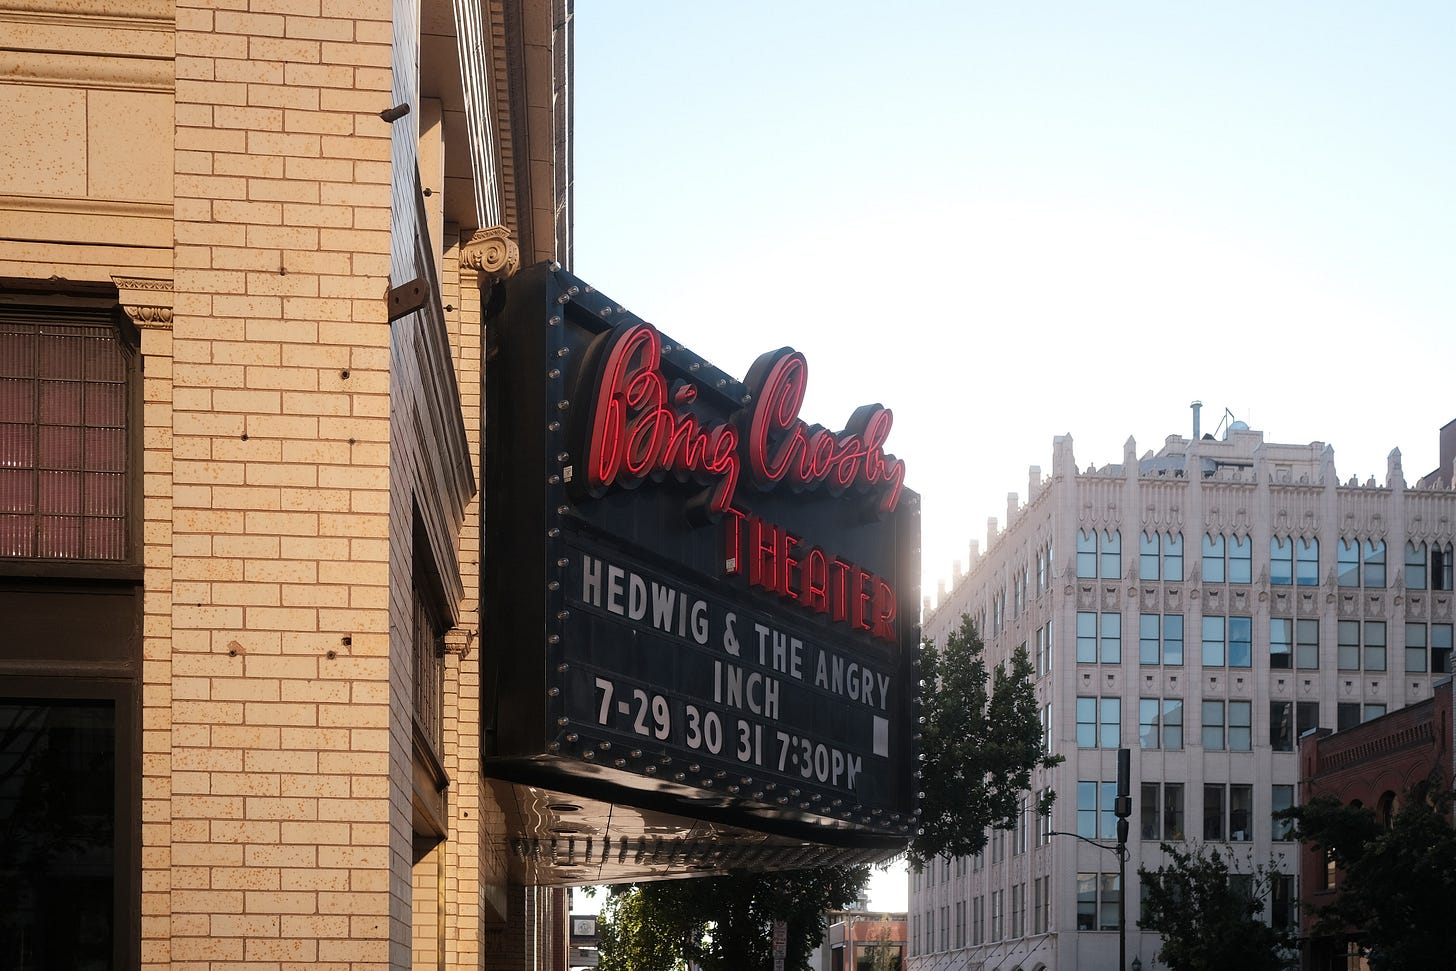 Bing Crosby
THEATER
HEDWIG & THE ANGRY
INCH
7-29 30 31 7:30PM